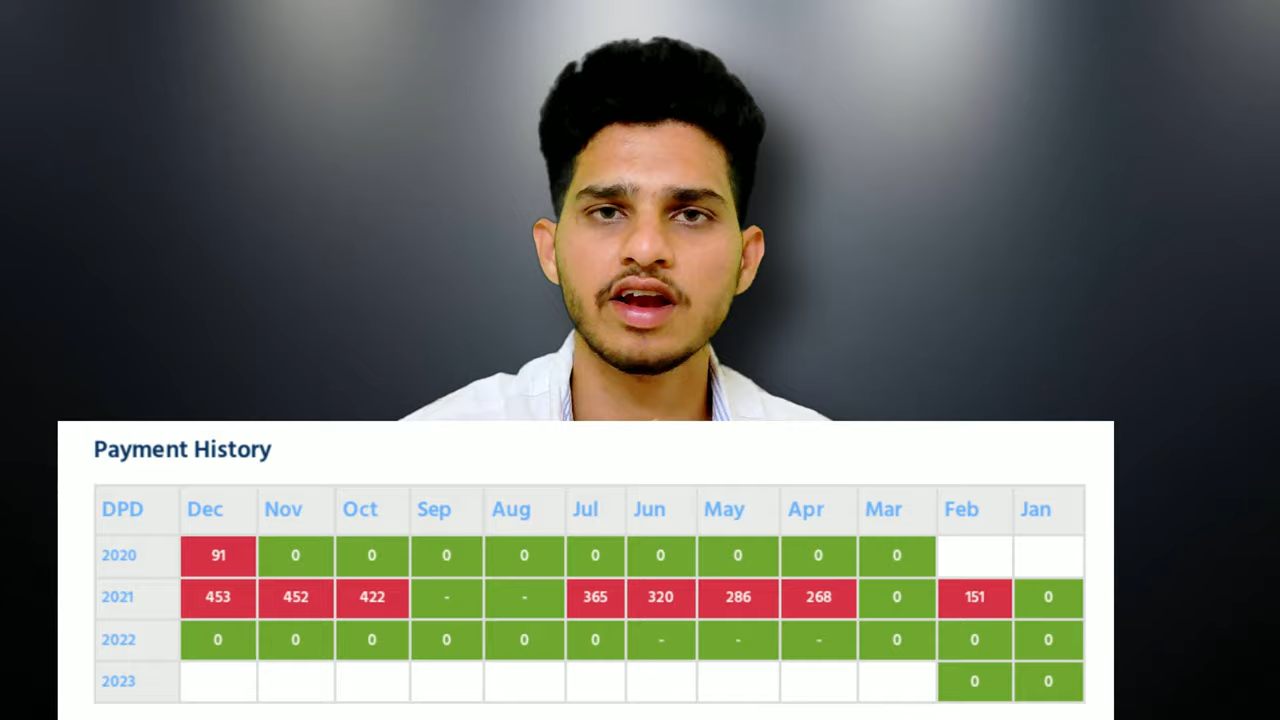 Payment History
DPD Dec Nov Oct Sep Aug Jul Jun May Apr Mar Feb Jan
2020 91 0 0 0 0 0 0 0 0 0
2021 453 452 422 - - 365 320 286 268 0 151 0
2022 0 0 0 0 0 0 - - - 0 0 0
2023 0 0